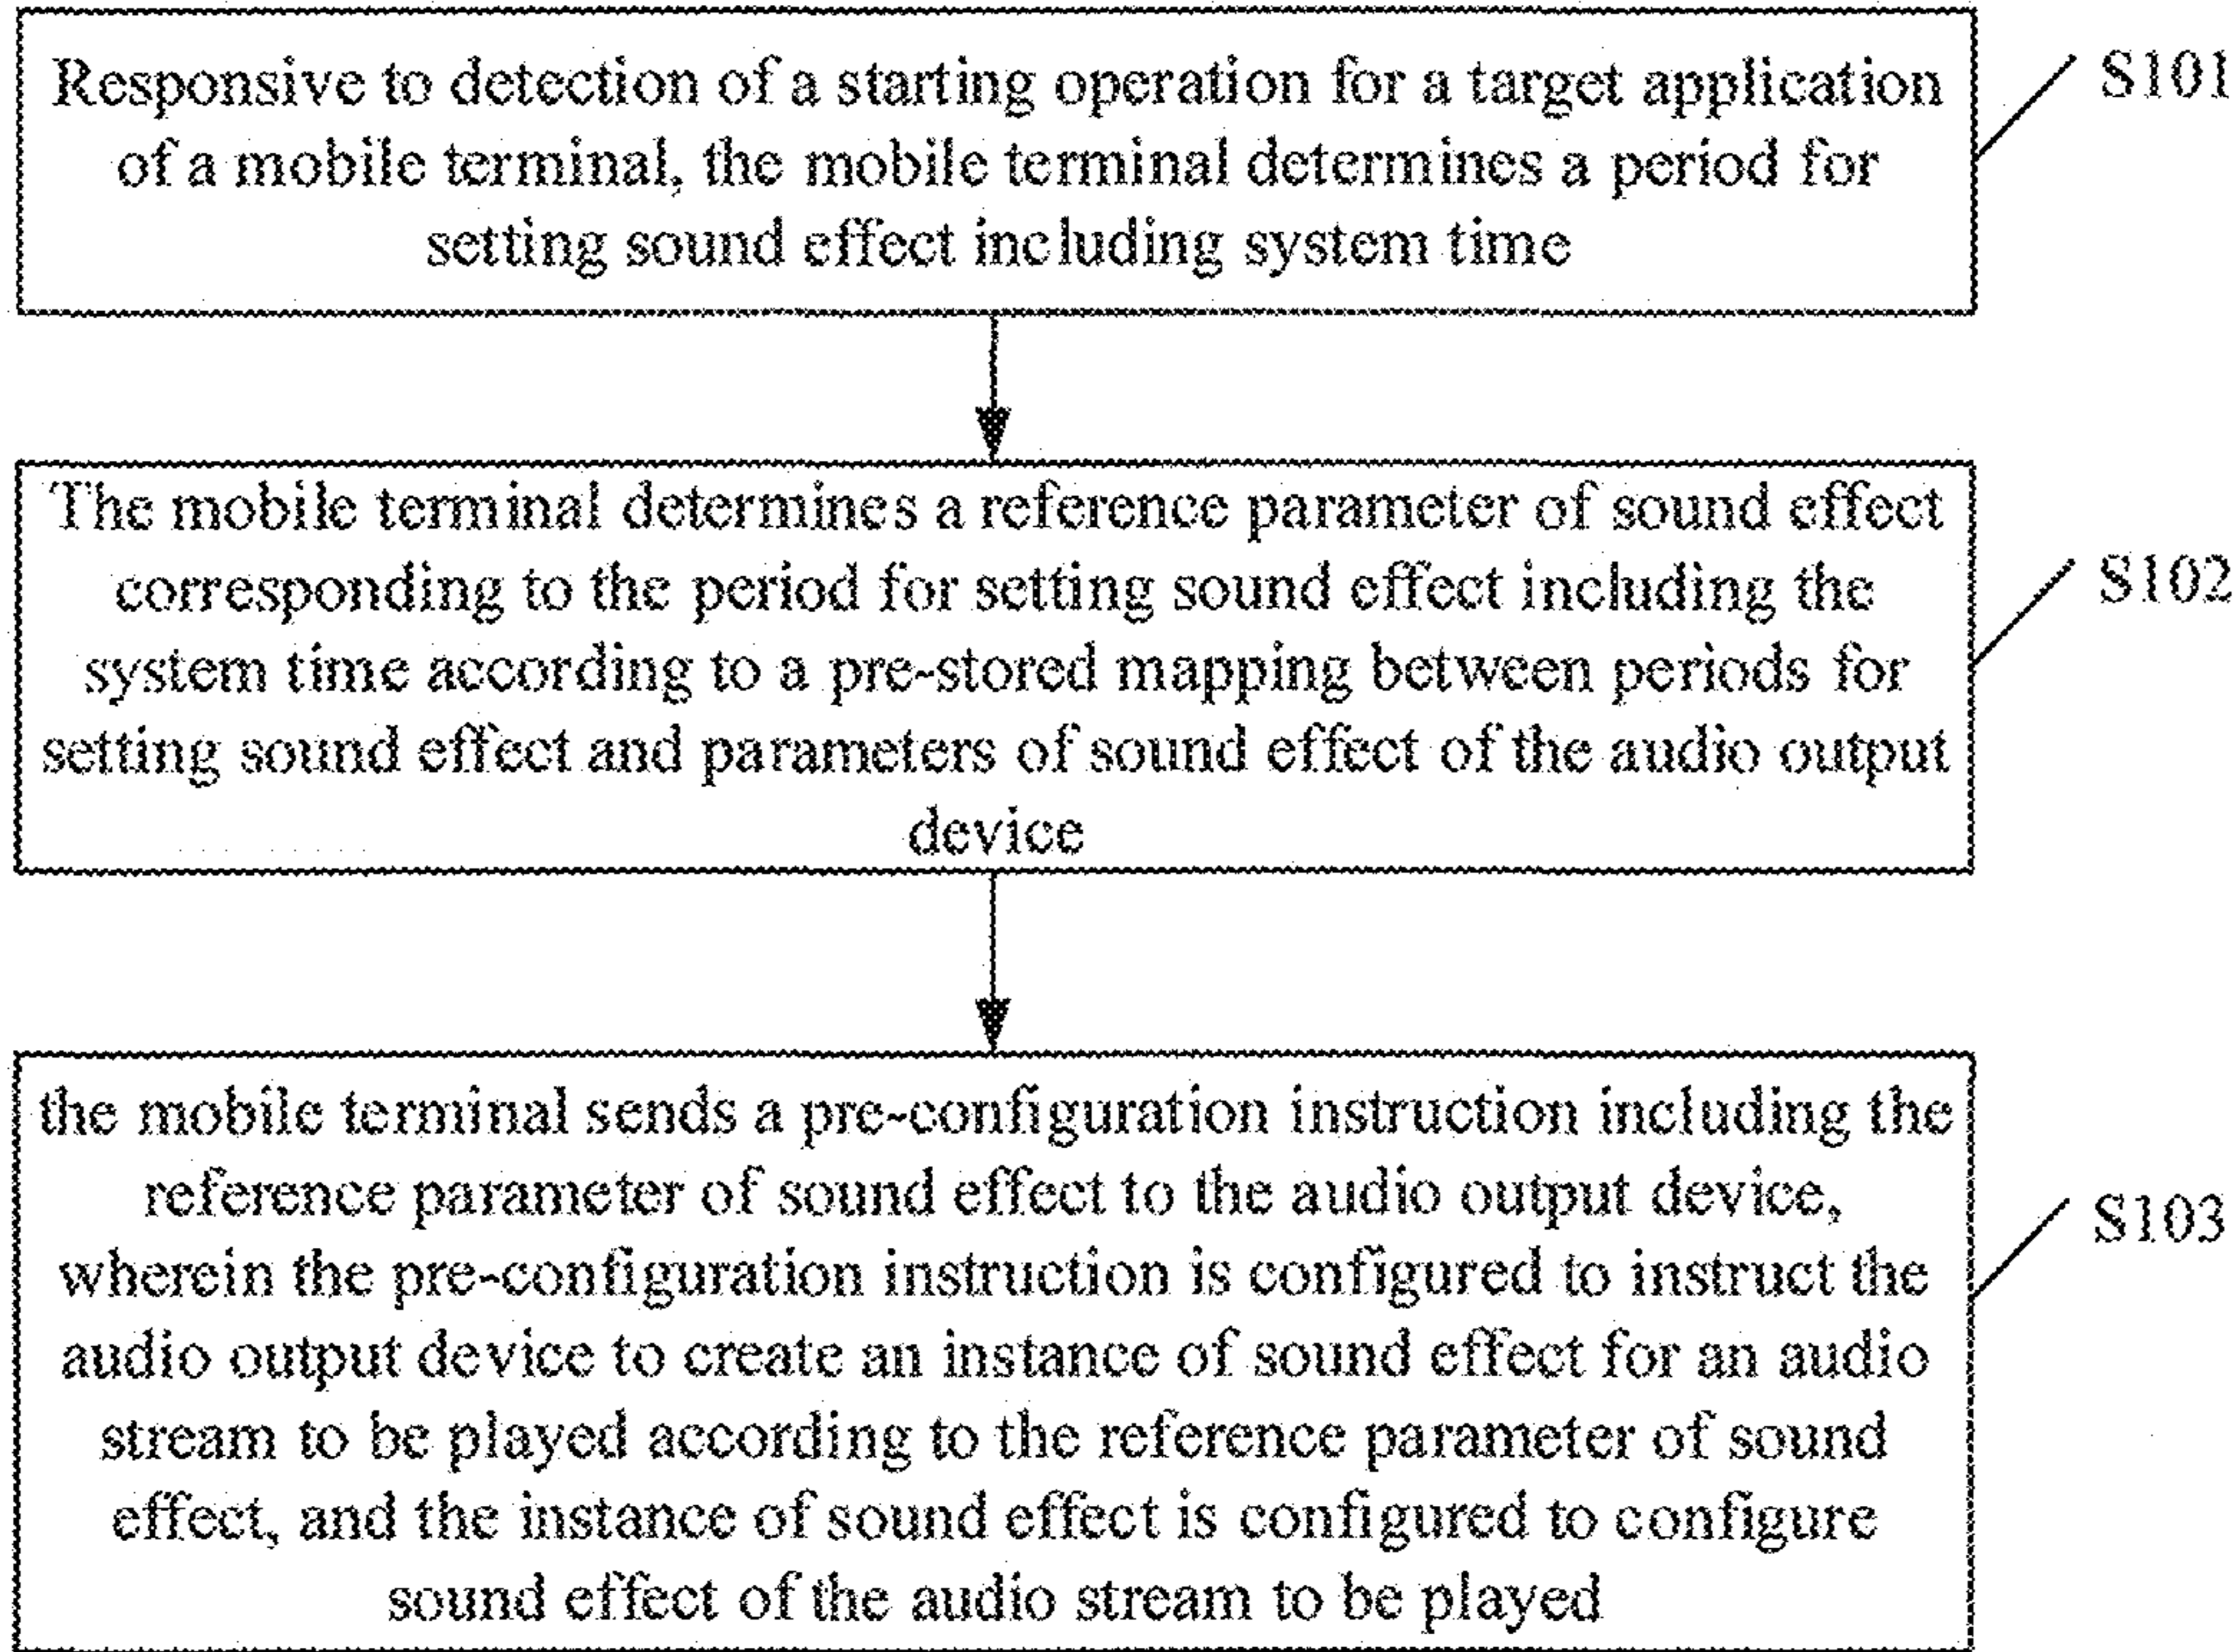 Responsive to detection of a starting operation for a target application
of a mobile terminal, the mobile terminal determines a period for
setting sound effect including system time
S101
The mobile terminal determines a reference parameter of sound effect
corresponding to the period for setting sound effect including the
system time according to a pre-stored mapping between periods for
setting sound effect and parameters of sound effect of the audio output
device
S102
the mobile terminal sends a pre-configuration instruction including the
reference parameter of sound effect to the audio output device,
wherein the pre-configuration instruction is configured to instruct the
audio output device to create an instance of sound effect for an audio
stream to be played according to the reference parameter of sound
effect, and the instance of sound effect is configured to configure
sound effect of the audio stream to be played
S103